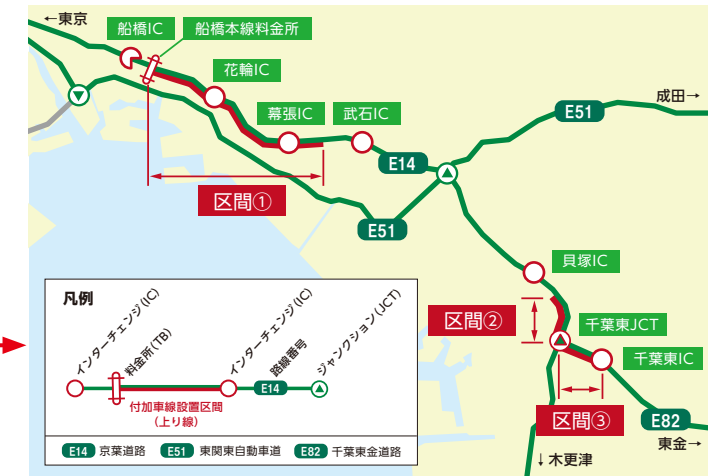 ←東京
船橋IC
船橋本線料金所
花輪IC
幕張IC
武石IC
成田→
E51
E14
区間①
E51
貝塚IC
区間②
千葉東JCT
千葉東IC
区間③
E82
東金→
↓木更津
凡例
インターチェンジ(IC)
料金所(TB)
インターチェンジ(IC)
路線番号
ジャンクション(JCT)
E14
付加車線設置区間
(上り線)
E14 京葉道路 E51 東関東自動車道 E82 千葉東金道路